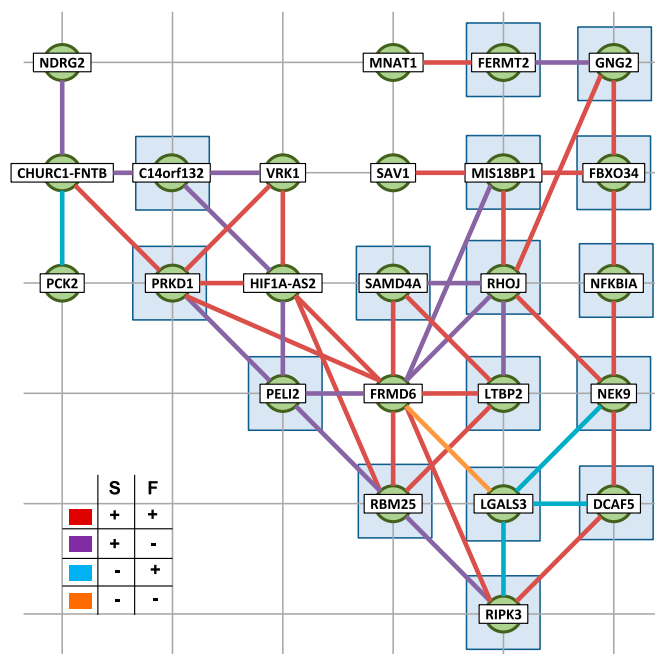 NDRG2 MNAT1 FERMT2 GNG2
CHURC1-FNTB C14orf132 VRK1 SAV1 MIS18BP1 FBXO34
PCK2 PRKD1 HIF1A-AS2 SAMD4A RHOJ NFKBIA
PELI2 FRMD6 LTBP2 NEK9
RBM25 LGALS3 DCAF5
RIPK3
S F
+ +
+ -
- +
- -